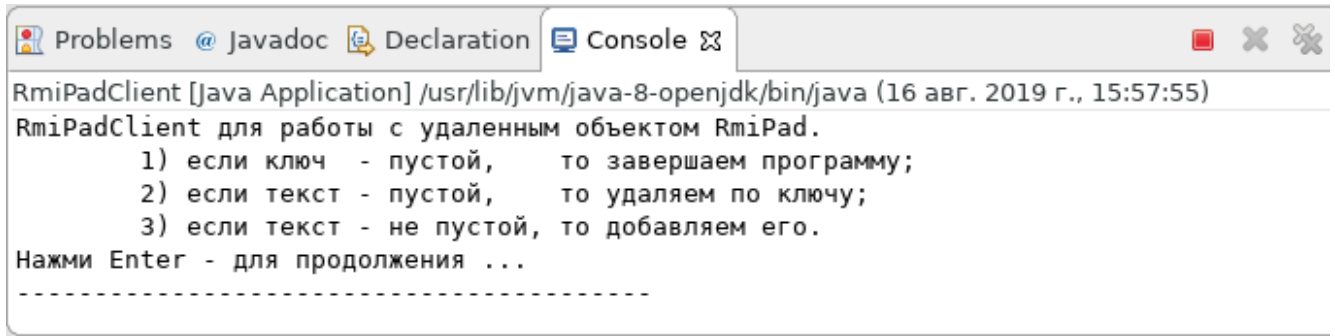 Problems @ Javadoc Declaration Console
RmiPadClient [Java Application] /usr/lib/jvm/java-8-openjdk/bin/java (16 авг. 2019 г., 15:57:55)
RmiPadClient для работы с удаленным объектом RmiPad.
1) если ключ - пустой, то завершаем программу;
2) если текст - пустой, то удаляем по ключу;
3) если текст - не пустой, то добавляем его.
Нажми Enter - для продолжения ...
-----------------------------------------